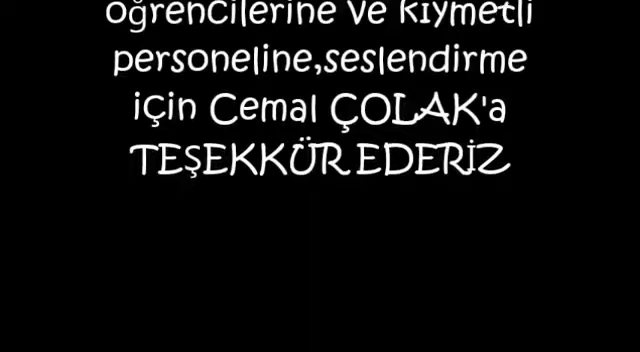 öğrencilerine ve kıymetli
personeline,seslendirme
için Cemal ÇOLAK'a
TEŞEKKÜR EDERİZ